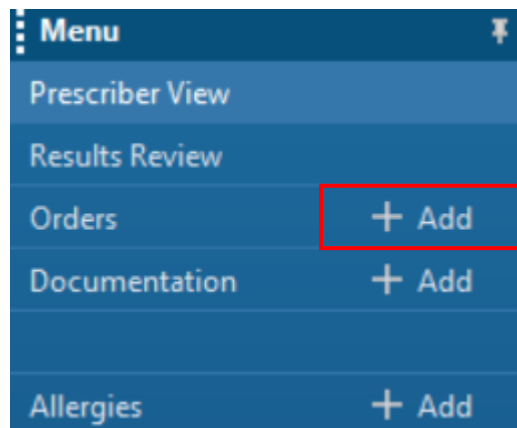 Menu
Prescriber View
Results Review
Orders + Add
Documentation + Add
Allergies + Add